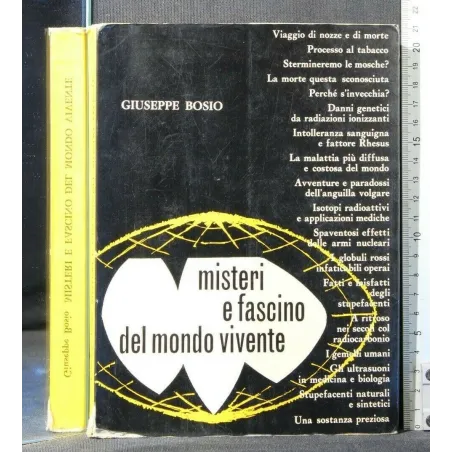 Giuseppe Bosio MISTERI E FASCINO DEL MONDO VIVENTE
GIUSEPPE BOSIO
Viaggio di nozze e di morte
Processo al tabacco
Stermineremo le mosche?
La morte questa sconosciuta
Perché s'invecchia?
Danni genetici
da radiazioni ionizzanti
Intolleranza sanguigna
e fattore Rhesus
La malattia più diffusa
e costosa del mondo
Avventure e paradossi
dell'anguilla volgare
Isotopi radioattivi
e applicazioni mediche
Spaventosi effetti
delle armi nucleari
I globuli rossi
infaticabili operai
Fatti e misfatti
degli
stupefacenti
A ritroso
nei secoli col
radiocarbonio
I gemelli umani
Gli ultrasuoni
in medicina e biologia
Stupefacenti naturali
e sintetici
Una sostanza preziosa
misteri
e fascino
del mondo vivente